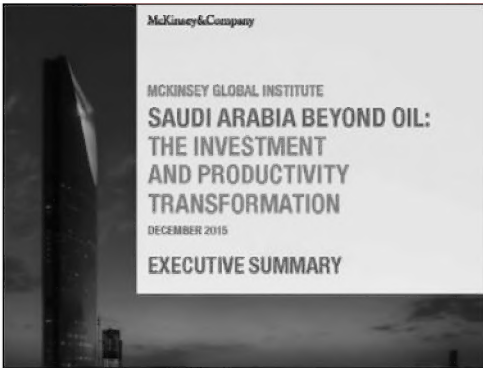 McKinsey&Company
MCKINSEY GLOBAL INSTITUTE
SAUDI ARABIA BEYOND OIL:
THE INVESTMENT
AND PRODUCTIVITY
TRANSFORMATION
DECEMBER 2015
EXECUTIVE SUMMARY